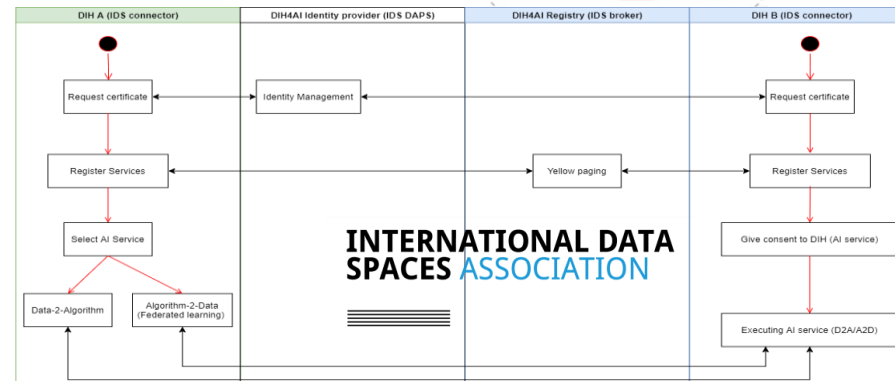 DIH A (IDS connector)
DIH4AI Identity provider (IDS DAPS)
DIH4AI Registry (IDS broker)
DIH B (IDS connector)
Request certificate
Identity Management
Request certificate
Register Services
Yellow paging
Register Services
Select AI Service
INTERNATIONAL DATA
SPACES ASSOCIATION
Give consent to DIH (AI service)
Data-2-Algorithm
Algorithm-2-Data
(Federated learning)
Executing AI service (D2A/A2D)